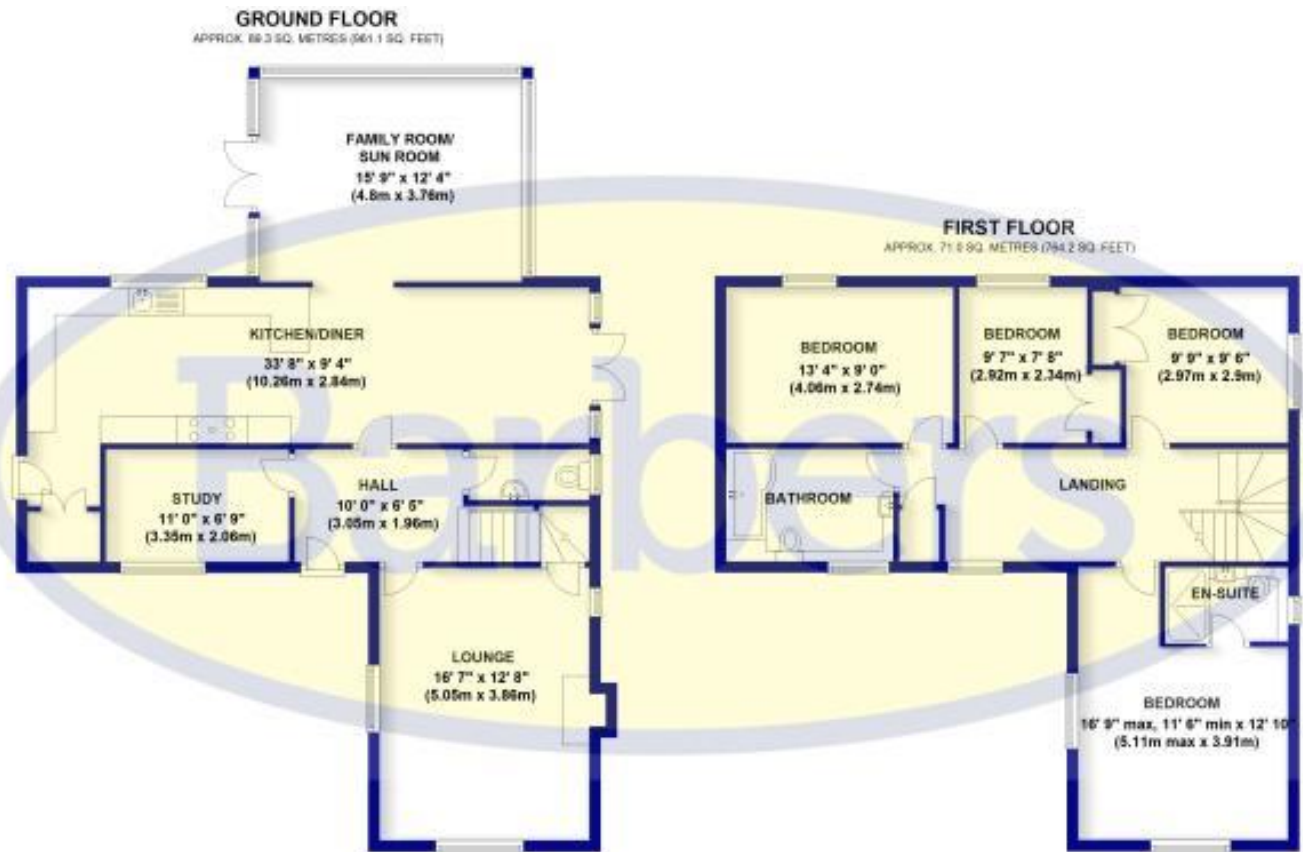 GROUND FLOOR
APPROX. 89.3 SQ. METRES (961.1 SQ. FEET)
FAMILY ROOM/
SUN ROOM
15' 9" x 12' 4"
(4.8m x 3.76m)
KITCHEN/DINER
33' 8" x 9' 4"
(10.26m x 2.84m)
STUDY
11' 0" x 6' 9"
(3.35m x 2.06m)
HALL
10' 0" x 6' 5"
(3.05m x 1.96m)
LOUNGE
16' 7" x 12' 8"
(5.05m x 3.86m)
FIRST FLOOR
APPROX. 71.0 SQ. METRES (764.2 SQ. FEET)
BEDROOM
13' 4" x 9' 0"
(4.06m x 2.74m)
BEDROOM
9' 7" x 7' 8"
(2.92m x 2.34m)
BEDROOM
9' 9" x 9' 6"
(2.97m x 2.9m)
BATHROOM
LANDING
EN-SUITE
BEDROOM
16' 9" max, 11' 6" min x 12' 10"
(5.11m max x 3.91m)
Barbers